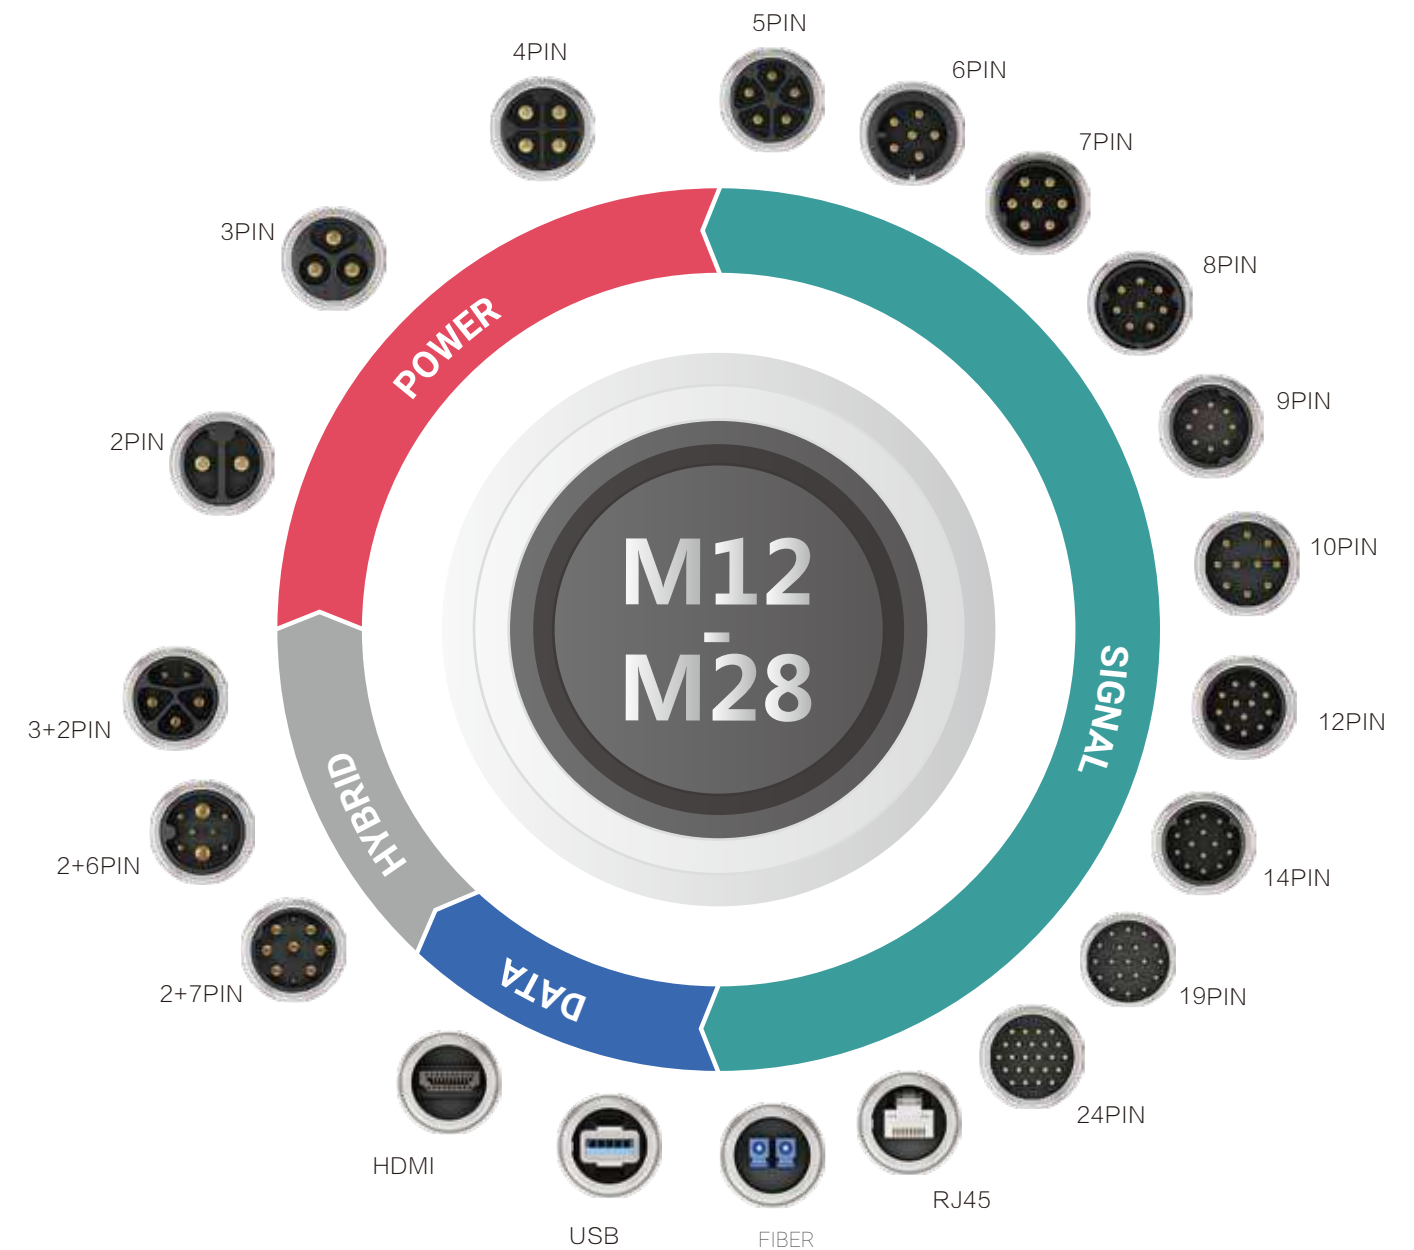 5PIN
4PIN
6PIN
7PIN
3PIN
8PIN
POWER
9PIN
2PIN
10PIN
M12
-
M28
SIGNAL
3+2PIN
12PIN
HYBRID
2+6PIN
14PIN
2+7PIN
19PIN
DATA
24PIN
HDMI
RJ45
USB
FIBER